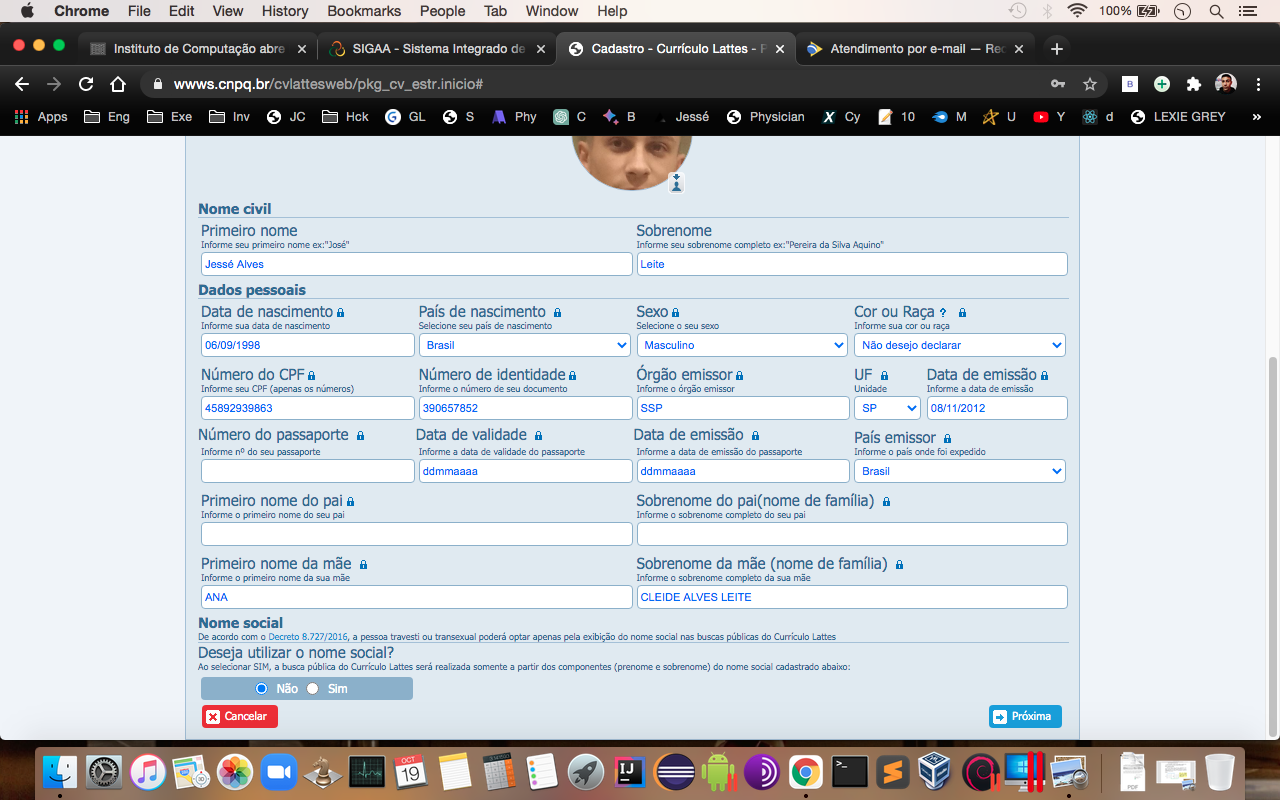 Chrome File Edit View History Bookmarks People Tab Window Help 100%
Instituto de Computação abre SIGAA - Sistema Integrado de Cadastro - Currículo Lattes - P Atendimento por e-mail — Rec
wwws.cnpq.br/cvlattesweb/pkg_cv_estr.inicio#
Apps Eng Exe Inv JC Hck GL S Phy C B Jessé Physician Cy 10 M U Y d LEXIE GREY »
Nome civil
Primeiro nome Sobrenome
Informe seu primeiro nome ex:"José" Informe seu sobrenome completo ex:"Pereira da Silva Aquino"
Jessé Alves Leite
Dados pessoais
Data de nascimento País de nascimento Sexo Cor ou Raça ?
Informe sua data de nascimento Selecione seu país de nascimento Selecione o seu sexo Informe sua cor ou raça
06/09/1998 Brasil Masculino Não desejo declarar
Número do CPF Número de identidade Órgão emissor UF Data de emissão
Informe seu CPF (apenas os números) Informe o número de seu documento Informe o órgão emissor Unidade Informe a data de emissão
45892939863 390657852 SSP SP 08/11/2012
Número do passaporte Data de validade Data de emissão País emissor
Informe nº do seu passaporte Informe a data de validade do passaporte Informe a data de emissão do passaporte Informe o país onde foi expedido
ddmmaaaa ddmmaaaa Brasil
Primeiro nome do pai Sobrenome do pai(nome de família)
Informe o primeiro nome do seu pai Informe o sobrenome completo do seu pai
Primeiro nome da mãe Sobrenome da mãe (nome de família)
Informe o primeiro nome da sua mãe Informe o sobrenome completo da sua mãe
ANA CLEIDE ALVES LEITE
Nome social
De acordo com o Decreto 8.727/2016, a pessoa travesti ou transexual poderá optar apenas pela exibição do nome social nas buscas públicas do Currículo Lattes
Deseja utilizar o nome social?
Ao selecionar SIM, a busca pública do Currículo Lattes será realizada somente a partir dos componentes (prenome e sobrenome) do nome social cadastrado abaixo:
Não Sim
Cancelar Próxima
OCT
19
IJ
PDF